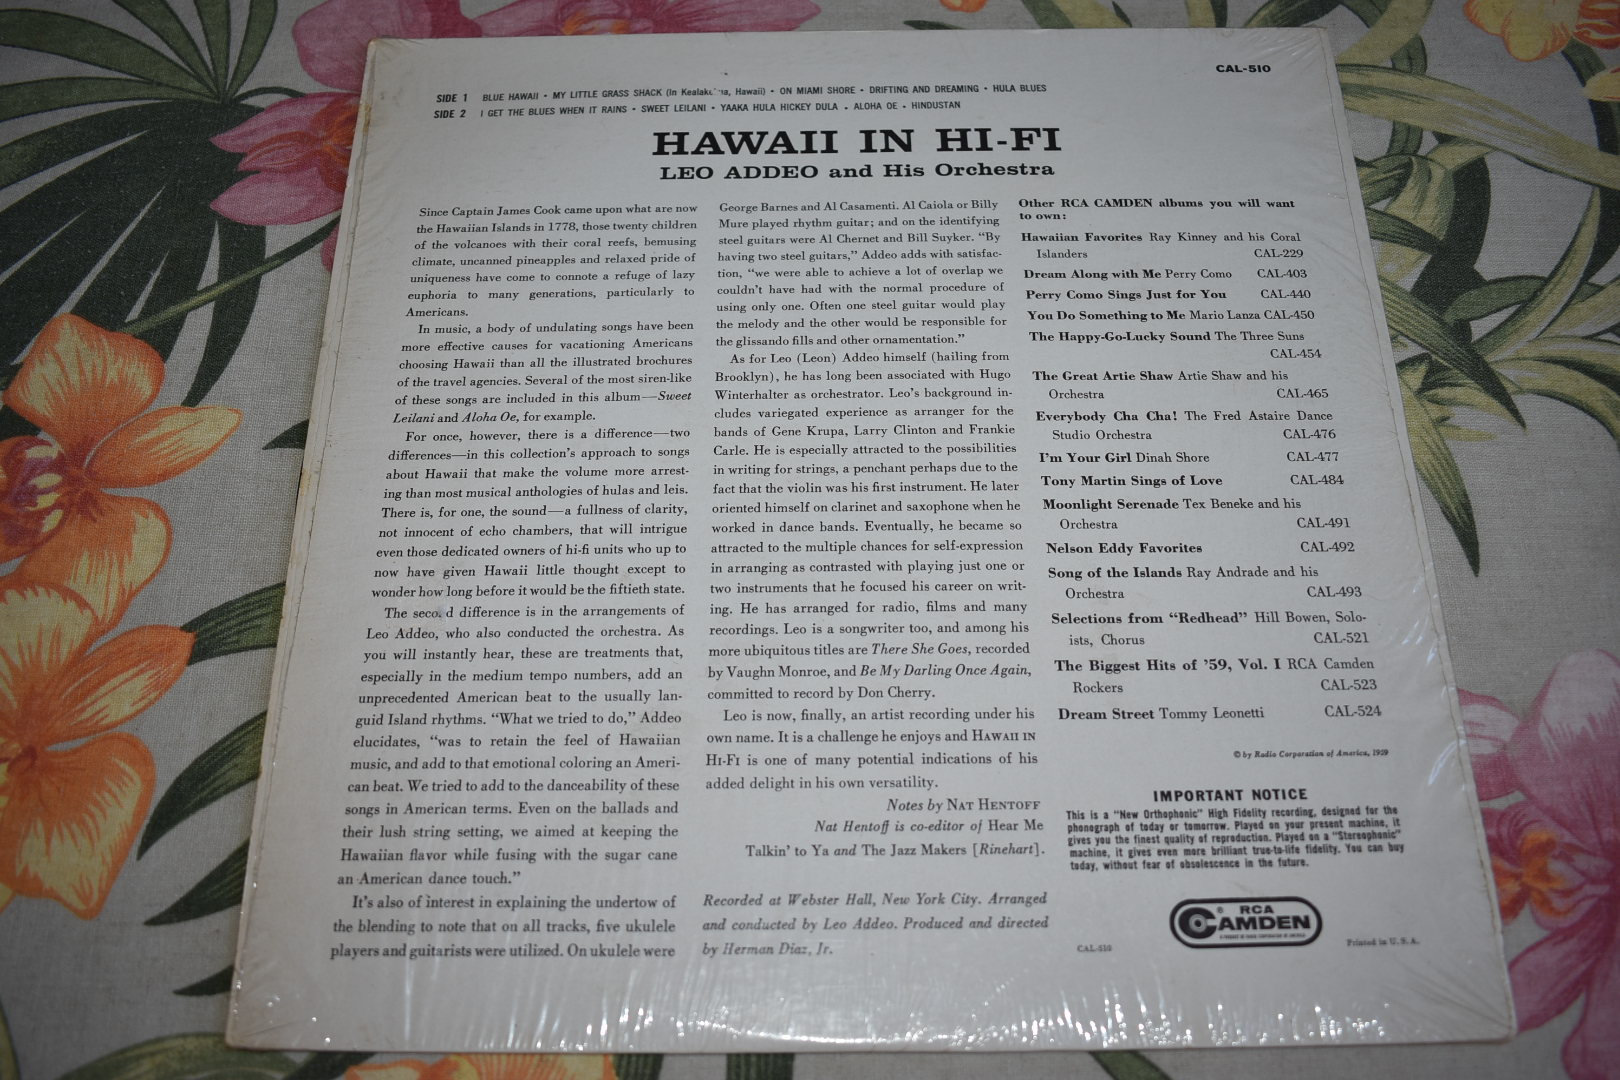 CAL-510
SIDE 1 BLUE HAWAII • MY LITTLE GRASS SHACK (In Hawaii) • ON MIAMI SHORE • DRIFTING AND DREAMING • HULA BLUES
SIDE 2 I GET THE BLUES WHEN IT RAINS • SWEET LEILANI • YAAKA HULA HICKEY DULA • ALOHA OE • HINDUSTAN
HAWAII IN HI-FI
LEO ADDEO and His Orchestra
Since Captain James Cook came upon what are now
the Hawaiian Islands in 1778, those twenty children
of the volcanoes with their coral reefs, bemusing
climate, uncanned pineapples and relaxed pride of
uniqueness have come to connote a refuge of lazy
euphoria to many generations, particularly to
Americans.
In music, a body of undulating songs have been
more effective causes for vacationing Americans
choosing Hawaii than all the illustrated brochures
of the travel agencies. Several of the most siren-like
of these songs are included in this album—Sweet
Leilani and Aloha Oe, for example.
For once, however, there is a difference—two
differences—in this collection's approach to songs
about Hawaii that make the volume more arrest-
ing than most musical anthologies of hulas and leis.
There is, for one, the sound—a fullness of clarity,
not innocent of echo chambers, that will intrigue
even those dedicated owners of hi-fi units who up to
now have given Hawaii little thought except to
wonder how long before it would be the fiftieth state.
The second difference is in the arrangements of
Leo Addeo, who also conducted the orchestra. As
you will instantly hear, these are treatments that,
especially in the medium tempo numbers, add an
unprecedented American beat to the usually lan-
guid Island rhythms. "What we tried to do," Addeo
elucidates, "was to retain the feel of Hawaiian
music, and add to that emotional coloring an Ameri-
can beat. We tried to add to the danceability of these
songs in American terms. Even on the ballads and
their lush string setting, we aimed at keeping the
Hawaiian flavor while fusing with the sugar cane
an American dance touch."
It's also of interest in explaining the undertow of
the blending to note that on all tracks, five ukulele
players and guitarists were utilized. On ukulele were
George Barnes and Al Casamenti. Al Caiola or Billy
Mure played rhythm guitar; and on the identifying
steel guitars were Al Chernet and Bill Suyker. "By
having two steel guitars," Addeo adds with satisfac-
tion, "we were able to achieve a lot of overlap we
couldn't have had with the normal procedure of
using only one. Often one steel guitar would play
the melody and the other would be responsible for
the glissando fills and other ornamentation."
As for Leo (Leon) Addeo himself (hailing from
Brooklyn), he has long been associated with Hugo
Winterhalter as orchestrator. Leo's background in-
cludes variegated experience as arranger for the
bands of Gene Krupa, Larry Clinton and Frankie
Carle. He is especially attracted to the possibilities
in writing for strings, a penchant perhaps due to the
fact that the violin was his first instrument. He later
oriented himself on clarinet and saxophone when he
worked in dance bands. Eventually, he became so
attracted to the multiple chances for self-expression
in arranging as contrasted with playing just one or
two instruments that he focused his career on writ-
ing. He has arranged for radio, films and many
recordings. Leo is a songwriter too, and among his
more ubiquitous titles are There She Goes, recorded
by Vaughn Monroe, and Be My Darling Once Again,
committed to record by Don Cherry.
Leo is now, finally, an artist recording under his
own name. It is a challenge he enjoys and HAWAII IN
HI-FI is one of many potential indications of his
added delight in his own versatility.
Notes by NAT HENTOFF
Nat Hentoff is co-editor of Hear Me
Talkin' to Ya and The Jazz Makers [Rinehart].
Recorded at Webster Hall, New York City. Arranged
and conducted by Leo Addeo. Produced and directed
by Herman Diaz, Jr.
Other RCA CAMDEN albums you will want
to own:
Hawaiian Favorites Ray Kinney and his Coral
Islanders CAL-229
Dream Along with Me Perry Como CAL-403
Perry Como Sings Just for You CAL-440
You Do Something to Me Mario Lanza CAL-450
The Happy-Go-Lucky Sound The Three Suns
CAL-454
The Great Artie Shaw Artie Shaw and his
Orchestra CAL-465
Everybody Cha Cha! The Fred Astaire Dance
Studio Orchestra CAL-476
I'm Your Girl Dinah Shore CAL-477
Tony Martin Sings of Love CAL-484
Moonlight Serenade Tex Beneke and his
Orchestra CAL-491
Nelson Eddy Favorites CAL-492
Song of the Islands Ray Andrade and his
Orchestra CAL-493
Selections from "Redhead" Hill Bowen, Solo-
ists, Chorus CAL-521
The Biggest Hits of '59, Vol. I RCA Camden
Rockers CAL-523
Dream Street Tommy Leonetti CAL-524
© by Radio Corporation of America, 1959
IMPORTANT NOTICE
This is a "New Orthophonic" High Fidelity recording, designed for the
phonograph of today or tomorrow. Played on your present machine, it
gives you the finest quality of reproduction. Played on a "Stereophonic"
machine, it gives even more brilliant true-to-life fidelity. You can buy
today, without fear of obsolescence in the future.
RCA
CAMDEN
CAL-510
Printed in U.S.A.